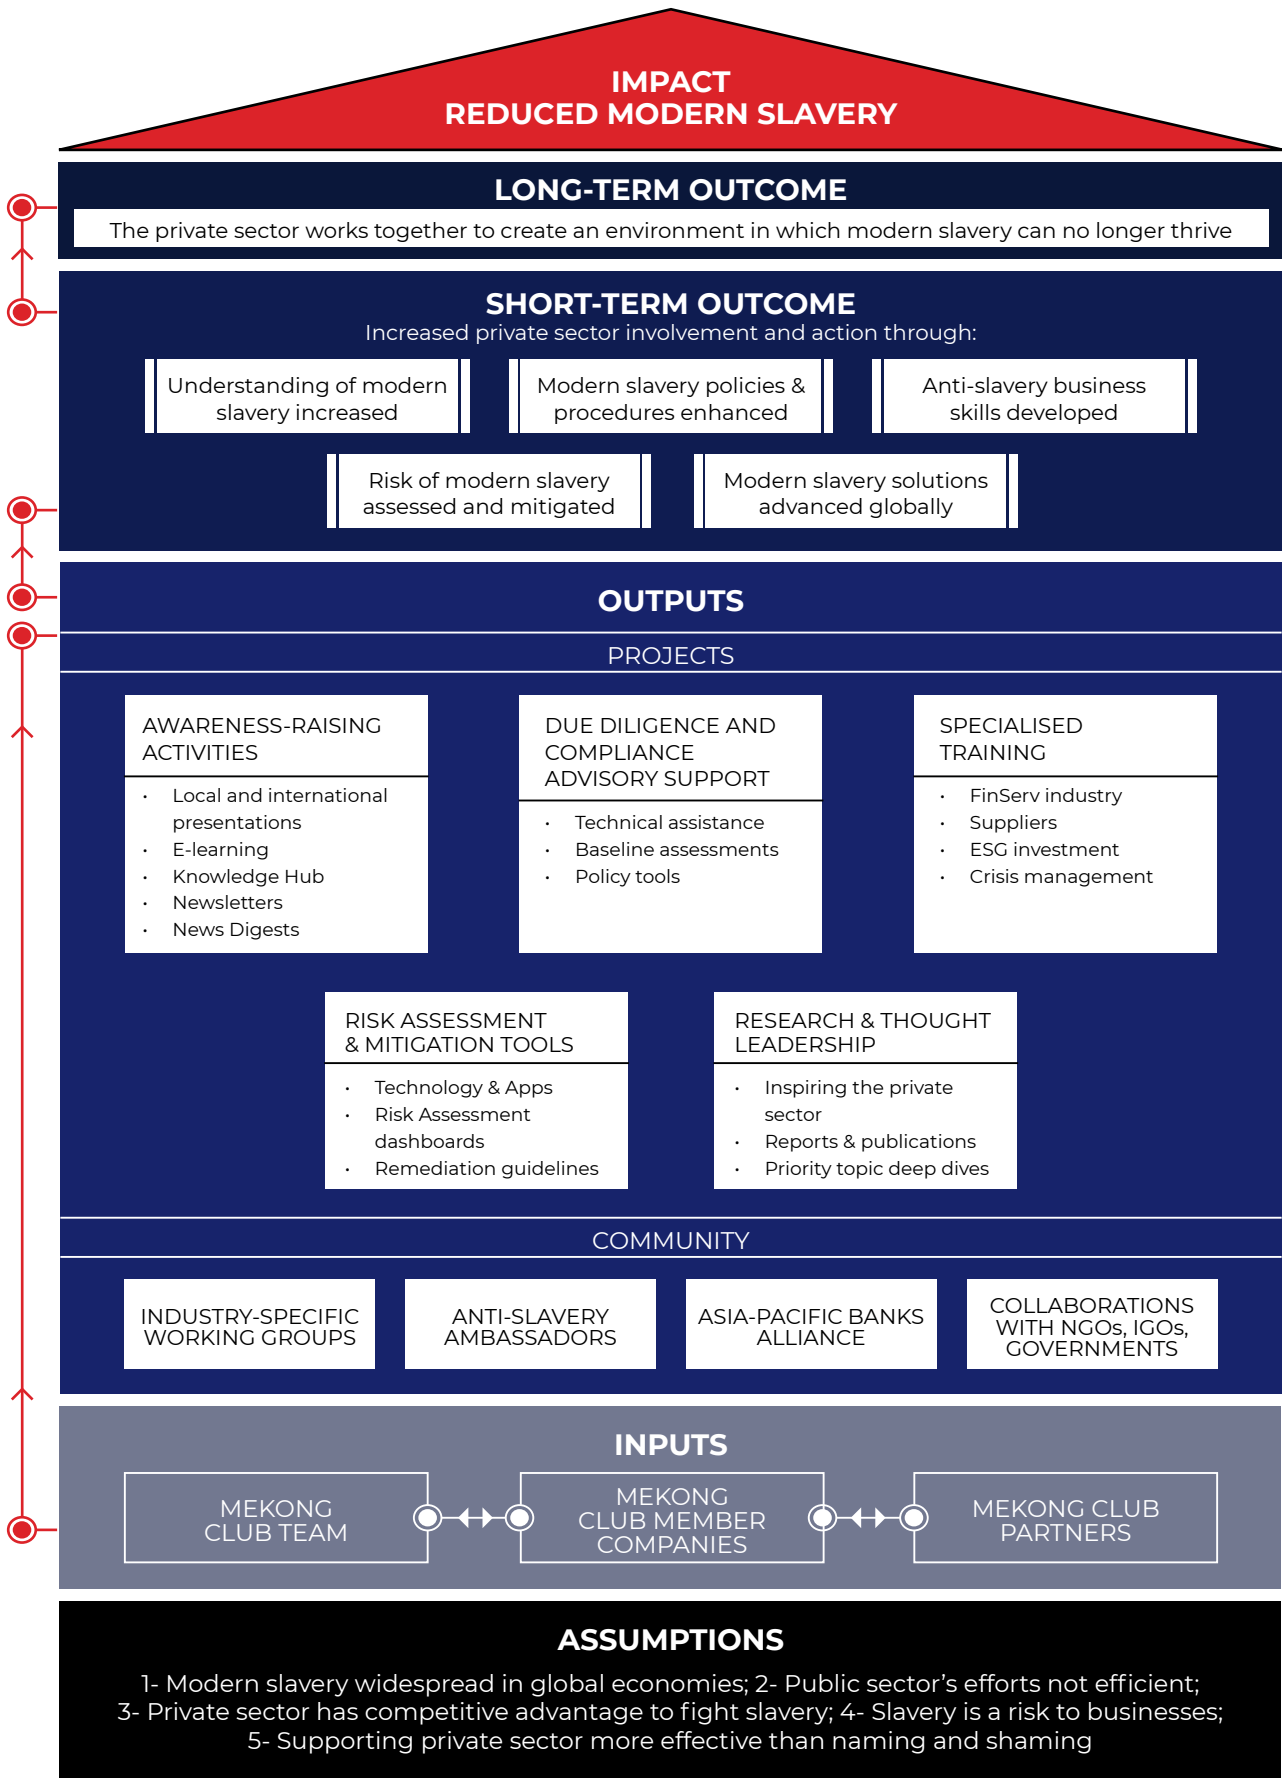 IMPACT
REDUCED MODERN SLAVERY
LONG-TERM OUTCOME
The private sector works together to create an environment in which modern slavery can no longer thrive
SHORT-TERM OUTCOME
Increased private sector involvement and action through:
Understanding of modern
slavery increased
Modern slavery policies &
procedures enhanced
Anti-slavery business
skills developed
Risk of modern slavery
assessed and mitigated
Modern slavery solutions
advanced globally
OUTPUTS
PROJECTS
AWARENESS-RAISING
ACTIVITIES
• Local and international
presentations
• E-learning
• Knowledge Hub
• Newsletters
• News Digests
DUE DILIGENCE AND
COMPLIANCE
ADVISORY SUPPORT
• Technical assistance
• Baseline assessments
• Policy tools
SPECIALISED
TRAINING
• FinServ industry
• Suppliers
• ESG investment
• Crisis management
RISK ASSESSMENT
& MITIGATION TOOLS
• Technology & Apps
• Risk Assessment
dashboards
• Remediation guidelines
RESEARCH & THOUGHT
LEADERSHIP
• Inspiring the private
sector
• Reports & publications
• Priority topic deep dives
COMMUNITY
INDUSTRY-SPECIFIC
WORKING GROUPS
ANTI-SLAVERY
AMBASSADORS
ASIA-PACIFIC BANKS
ALLIANCE
COLLABORATIONS
WITH NGOs, IGOs,
GOVERNMENTS
INPUTS
MEKONG
CLUB TEAM
MEKONG
CLUB MEMBER
COMPANIES
MEKONG CLUB
PARTNERS
ASSUMPTIONS
1- Modern slavery widespread in global economies; 2- Public sector's efforts not efficient;
3- Private sector has competitive advantage to fight slavery; 4- Slavery is a risk to businesses;
5- Supporting private sector more effective than naming and shaming